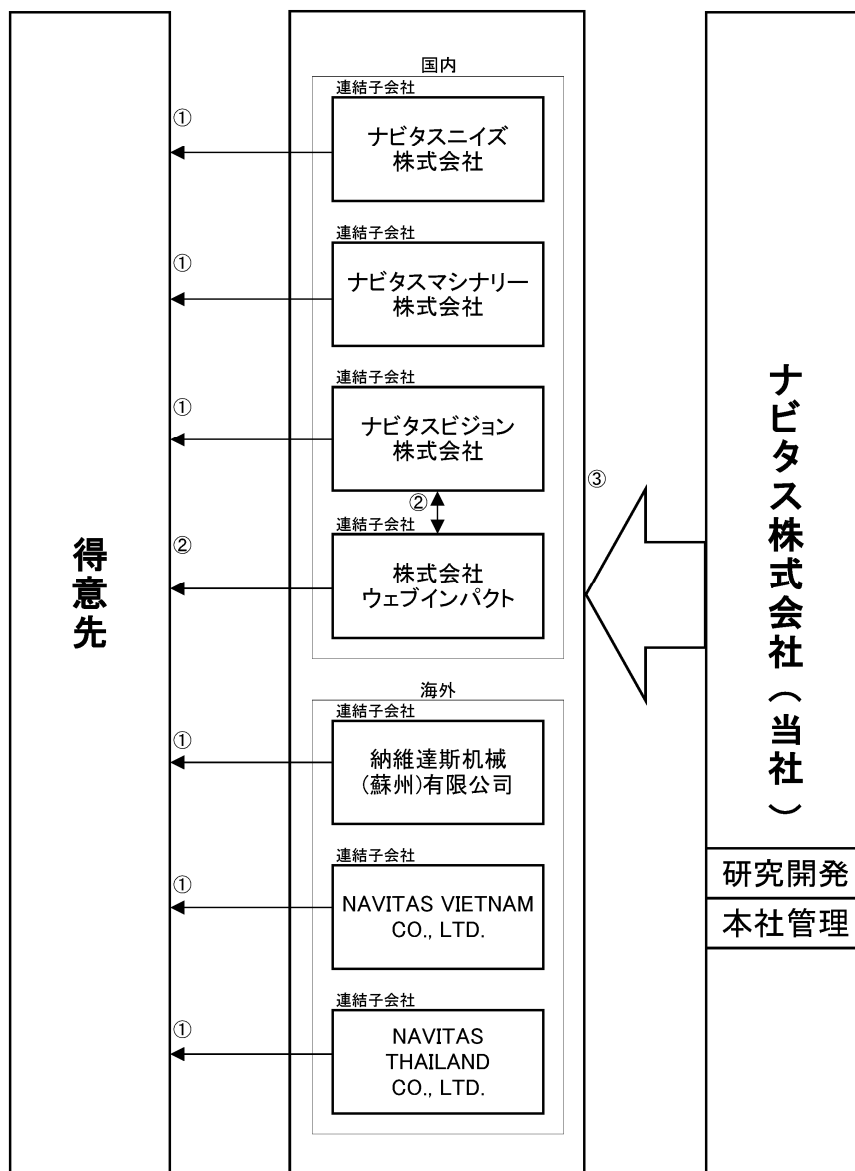 得意先
国内
連結子会社
①
ナビタスニイズ
株式会社
連結子会社
①
ナビタスマシナリー
株式会社
連結子会社
①
ナビタスビジョン
株式会社
②
連結子会社
②
株式会社
ウェブインパクト
海外
連結子会社
①
納維達斯机械
(蘇州)有限公司
連結子会社
①
NAVITAS VIETNAM
CO., LTD.
連結子会社
①
NAVITAS
THAILAND
CO., LTD.
③
ナビタス株式会社（当社）
研究開発
本社管理